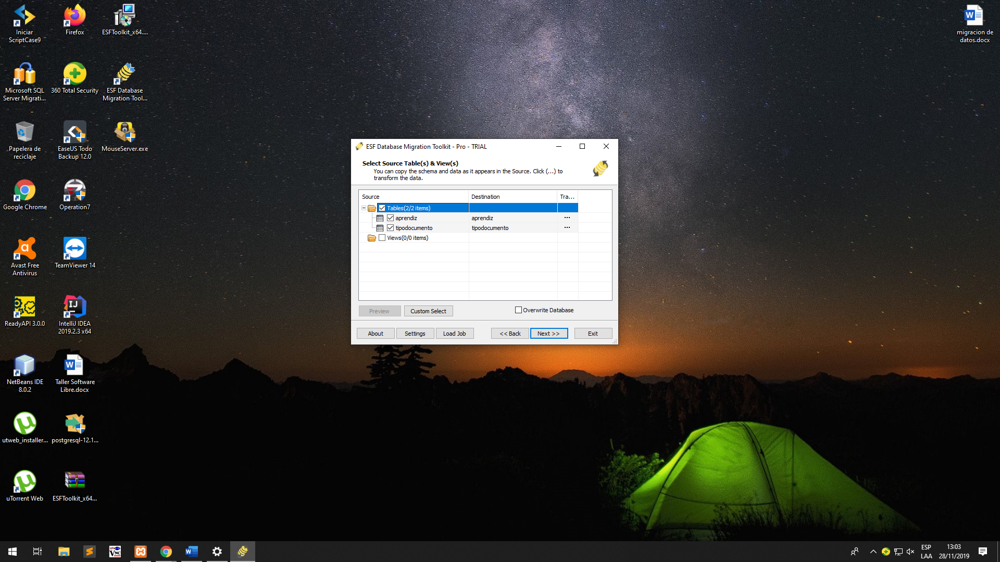 Iniciar
ScriptCase9
Firefox
ESFToolkit_x64....
Microsoft SQL
Server Migrati...
360 Total Security
ESF Database
Migration Tool...
Papelera de
reciclaje
EaseUS Todo
Backup 12.0
MouseServer.exe
Google Chrome
Operation7
Avast Free
Antivirus
TeamViewer 14
ReadyAPI 3.0.0
IntelliJ IDEA
2019.2.3 x64
NetBeans IDE
8.0.2
Taller Software
Libre.docx
utweb_installer...
postgresql-12.1...
uTorrent Web
ESFToolkit_x64...
migracion de
datos.docx
ESF Database Migration Toolkit - Pro - TRIAL
Select Source Table(s) & View(s)
You can copy the schema and data as it appears in the Source. Click (...) to
transform the data.
Source Destination Tra...
Tables(2/2 items)
aprendiz aprendiz ...
tipodocumento tipodocumento ...
Views(0/0 items)
Preview Custom Select Overwrite Database
About Settings Load Job << Back Next >> Exit
ESP
LAA
13:03
28/11/2019